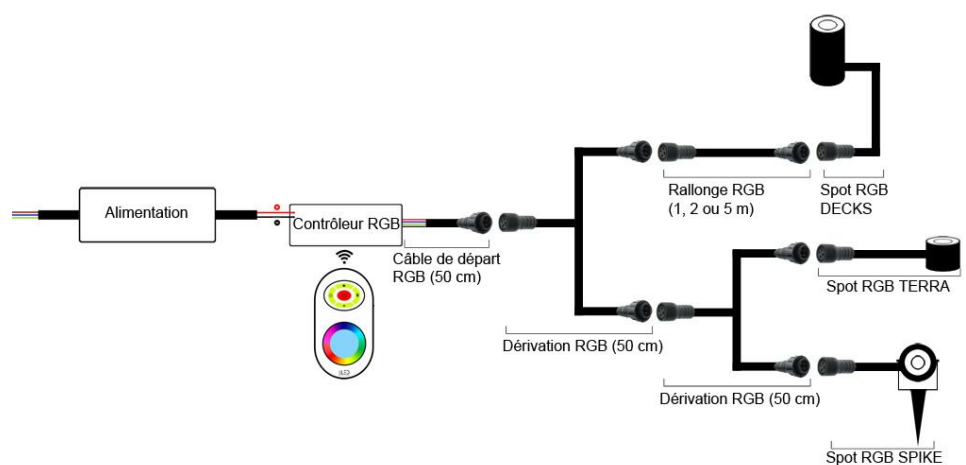 Alimentation
Contrôleur RGB
Câble de départ
RGB (50 cm)
Rallonge RGB
(1, 2 ou 5 m)
Spot RGB
DECKS
Spot RGB TERRA
Dérivation RGB (50 cm)
Dérivation RGB (50 cm)
Spot RGB SPIKE